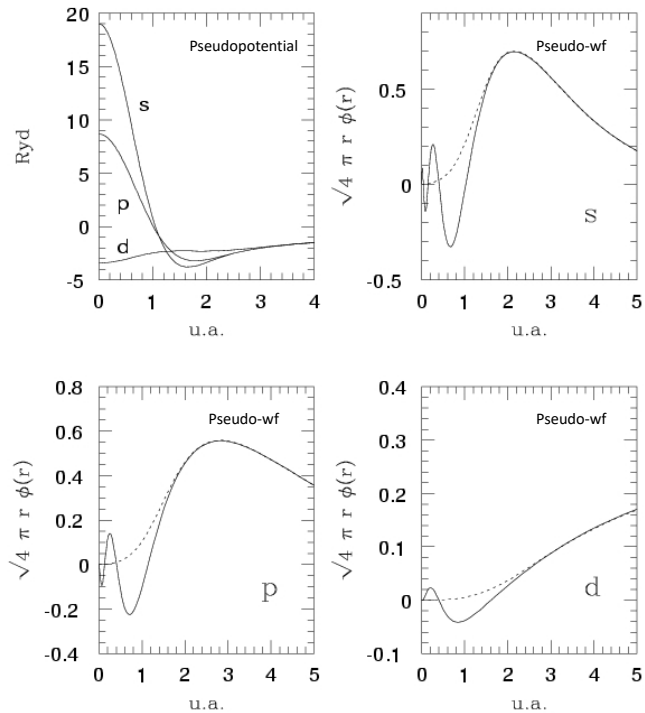 20
15
10
5
0
-5
Ryd
Pseudopotential
s
p
d
0 1 2 3 4
u.a.
0.5
0
-0.5
√4 π r ϕ(r)
Pseudo-wf
s
0 1 2 3 4 5
u.a.
0.8
0.6
0.4
0.2
0
-0.2
-0.4
√4 π r ϕ(r)
Pseudo-wf
p
0 1 2 3 4 5
u.a.
0.4
0.3
0.2
0.1
0
-0.1
√4 π r ϕ(r)
Pseudo-wf
d
0 1 2 3 4 5
u.a.